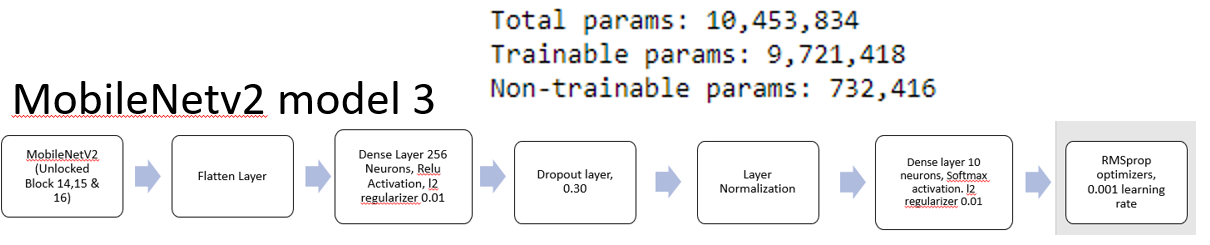 Total params: 10,453,834
Trainable params: 9,721,418
Non-trainable params: 732,416
MobileNetv2 model 3
MobileNetV2
(Unlocked
Block 14,15 &
16)
Flatten Layer
Dense Layer 256
Neurons, Relu
Activation, l2
regularizer 0.01
Dropout layer,
0.30
Layer
Normalization
Dense layer 10
neurons, Softmax
activation. l2
regularizer 0.01
RMSprop
optimizers,
0.001 learning
rate